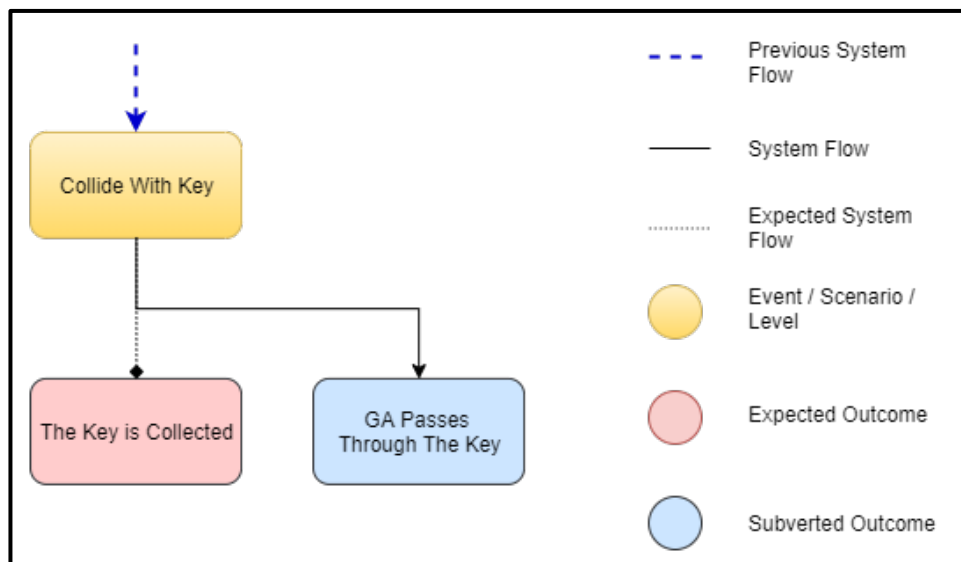 Collide With Key
The Key is Collected
GA Passes
Through The Key
Previous System
Flow
System Flow
Expected System
Flow
Event / Scenario /
Level
Expected Outcome
Subverted Outcome